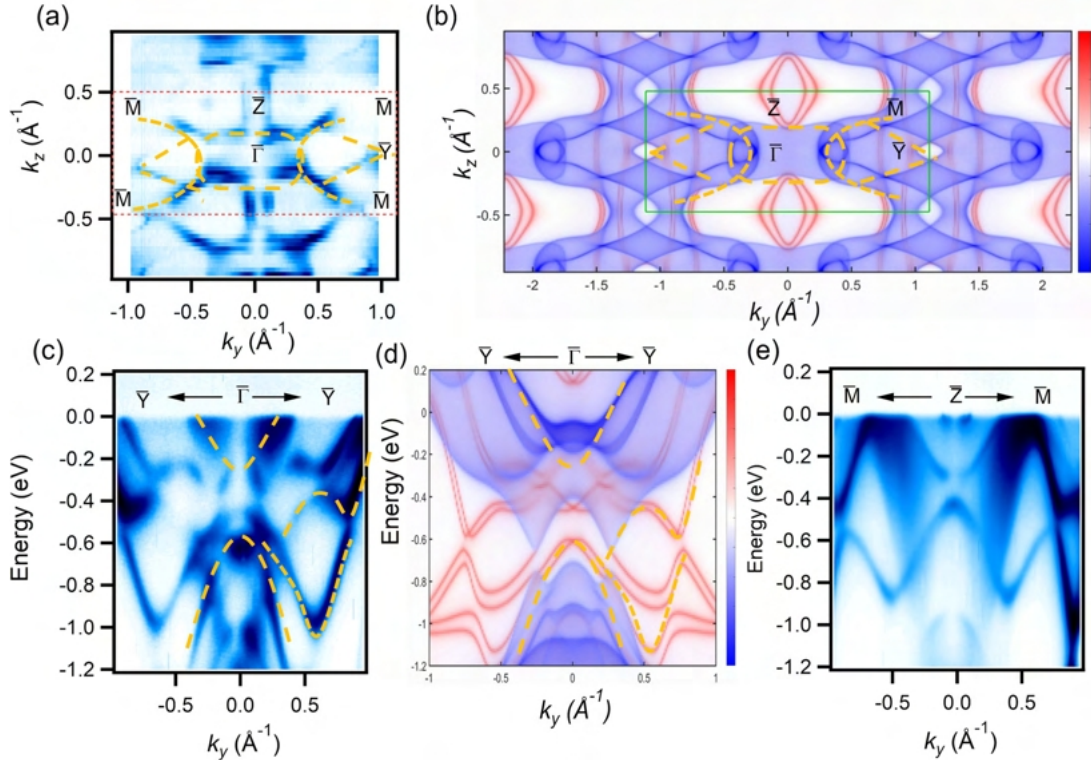 (a)
M̄ Z̄ M̄
Γ̄ Ȳ
M̄ M̄
0.5
0.0
-0.5
k_z (Å⁻¹)
-1.0 -0.5 0.0 0.5 1.0
k_y (Å⁻¹)
(b)
Z̄ M̄
Γ̄ Ȳ
0.5
0
-0.5
k_z (Å⁻¹)
-2 -1.5 -1 -0.5 0 0.5 1 1.5 2
k_y (Å⁻¹)
(c)
Ȳ Γ̄ Ȳ
0.2
0.0
-0.2
-0.4
-0.6
-0.8
-1.0
-1.2
Energy (eV)
-0.5 0.0 0.5
k_y (Å⁻¹)
(d)
Ȳ Γ̄ Ȳ
0.2
0
-0.2
-0.4
-0.6
-0.8
-1
-1.2
Energy (eV)
-1 -0.5 0 0.5 1
k_y (Å⁻¹)
(e)
M̄ Z̄ M̄
0.2
0.0
-0.2
-0.4
-0.6
-0.8
-1.0
-1.2
Energy (eV)
-0.5 0.0 0.5
k_y (Å⁻¹)